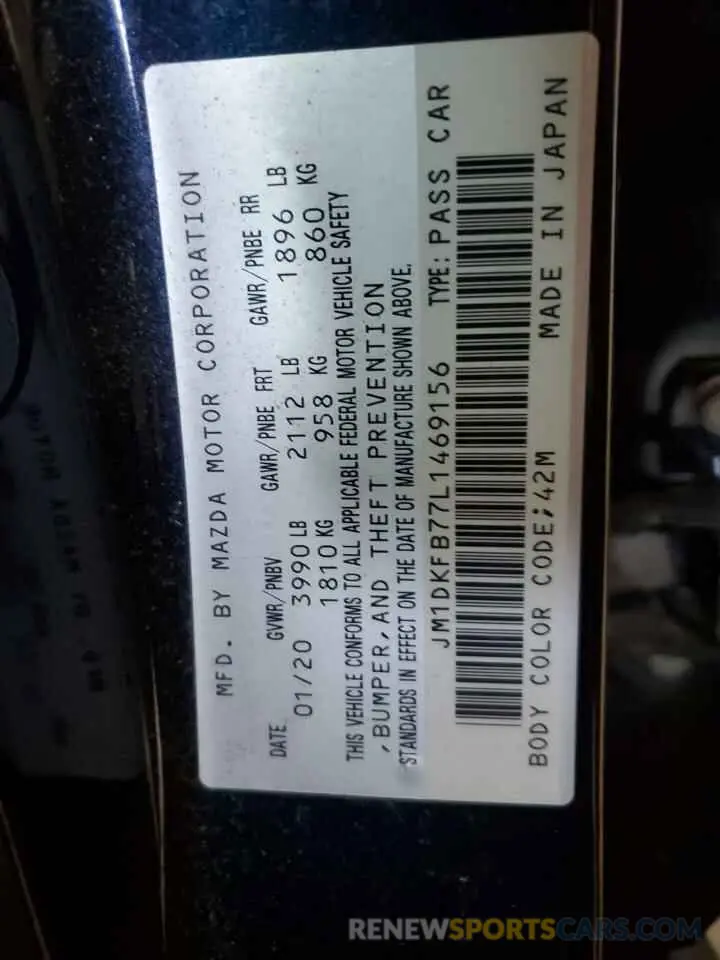 MFD. BY MAZDA MOTOR CORPORATION
DATE GVWR/PNBV GAWR/PNBE FRT GAWR/PNBE RR
01/20 3990 LB 2112 LB 1896 LB
1810 KG 958 KG 860 KG
THIS VEHICLE CONFORMS TO ALL APPLICABLE FEDERAL MOTOR VEHICLE SAFETY
,BUMPER,AND THEFT PREVENTION
STANDARDS IN EFFECT ON THE DATE OF MANUFACTURE SHOWN ABOVE.
JM1DKFB77L1469156 TYPE: PASS CAR
BODY COLOR CODE;42M MADE IN JAPAN
RENEWSPORTSCARS.COM